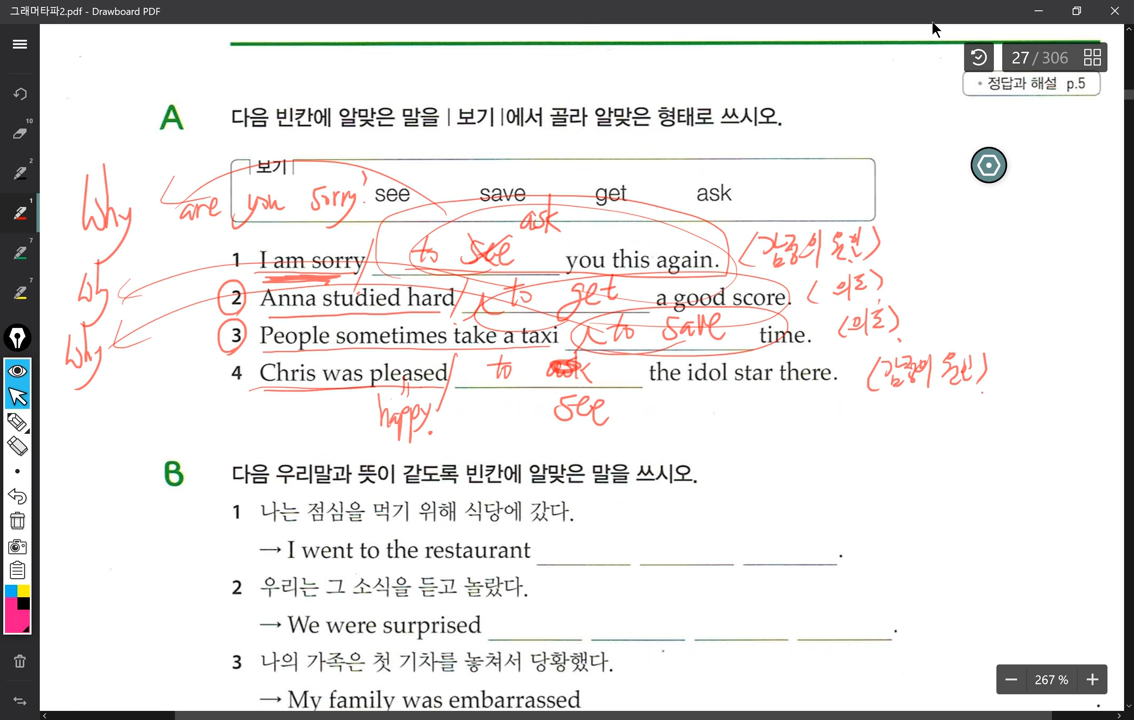 그래머타파2.pdf - Drawboard PDF
27 / 306
• 정답과 해설 p.5
A 다음 빈칸에 알맞은 말을 | 보기 |에서 골라 알맞은 형태로 쓰시오.
| 보기 |
see save get ask
Why are you sorry?
ask
1 I am sorry / to see you this again. (감정의 원인)
Why
2 Anna studied hard / to get a good score. (의도)
3 People sometimes take a taxi to save time. (의도)
Why
4 Chris was pleased / to ask the idol star there. (감정의 원인)
happy. see
B 다음 우리말과 뜻이 같도록 빈칸에 알맞은 말을 쓰시오.
1 나는 점심을 먹기 위해 식당에 갔다.
→ I went to the restaurant .
2 우리는 그 소식을 듣고 놀랐다.
→ We were surprised .
3 나의 가족은 첫 기차를 놓쳐서 당황했다.
→ My family was embarrassed .
267 %
10
2
1
7
7